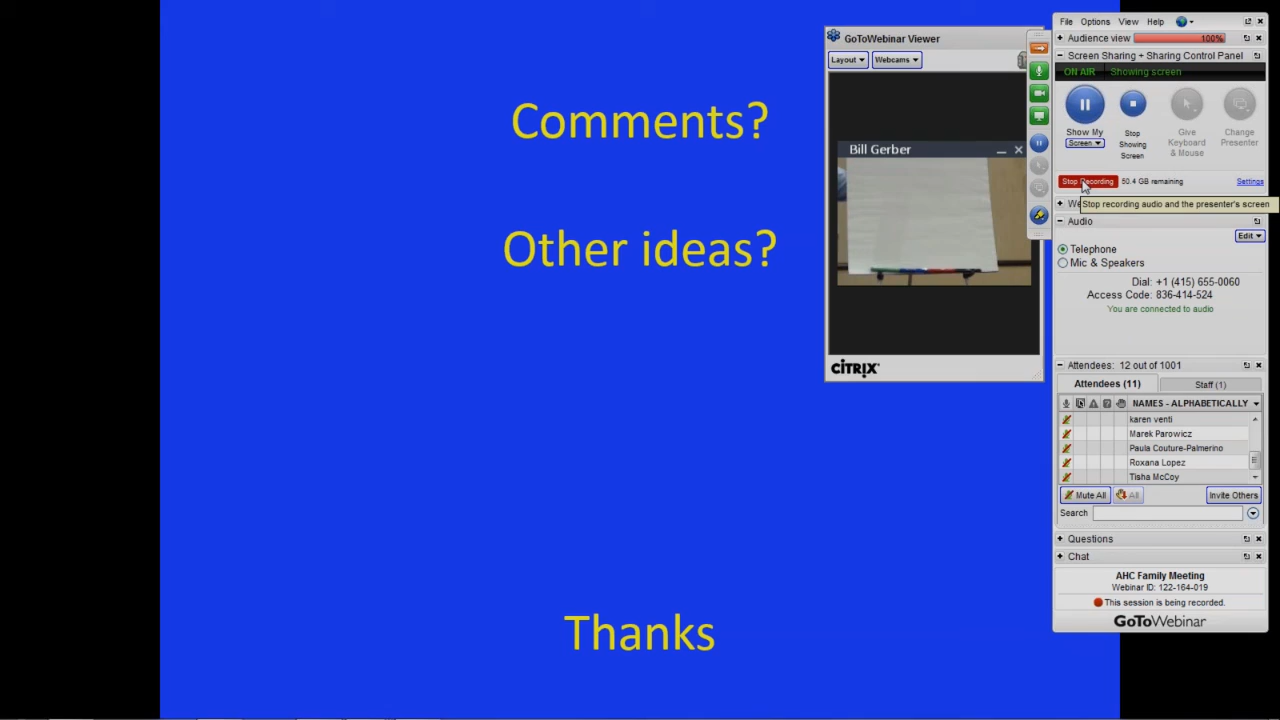 Comments?
Other ideas?
Thanks
GoToWebinar Viewer
Layout
Webcams
Bill Gerber
CİTRIX
File Options View Help
Audience view 100%
Screen Sharing + Sharing Control Panel
ON AIR Showing screen
Show My
Screen
Stop
Showing
Screen
Give
Keyboard
& Mouse
Change
Presenter
Stop Recording 50.4 GB remaining Settings
Stop recording audio and the presenter's screen
Audio
Edit
Telephone
Mic & Speakers
Dial: +1 (415) 655-0060
Access Code: 836-414-524
You are connected to audio
Attendees: 12 out of 1001
Attendees (11) Staff (1)
NAMES - ALPHABETICALLY
karen venti
Marek Parowicz
Paula Couture-Palmerino
Roxana Lopez
Tisha McCoy
Mute All All Invite Others
Search
Questions
Chat
AHC Family Meeting
Webinar ID: 122-164-019
This session is being recorded.
GoToWebinar